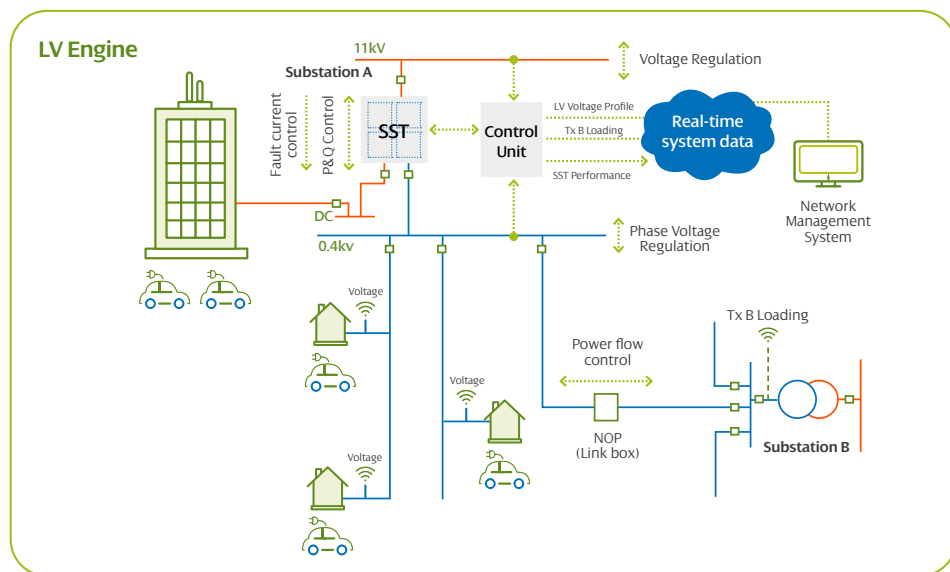 LV Engine
11kV
Substation A
Voltage Regulation
Fault current
control
P&Q Control
SST
Control
Unit
LV Voltage Profile
Tx B Loading
SST Performance
Real-time
system data
Network
Management
System
DC
0.4kv
Phase Voltage
Regulation
Voltage
Voltage
Voltage
Power flow
control
NOP
(Link box)
Tx B Loading
Substation B